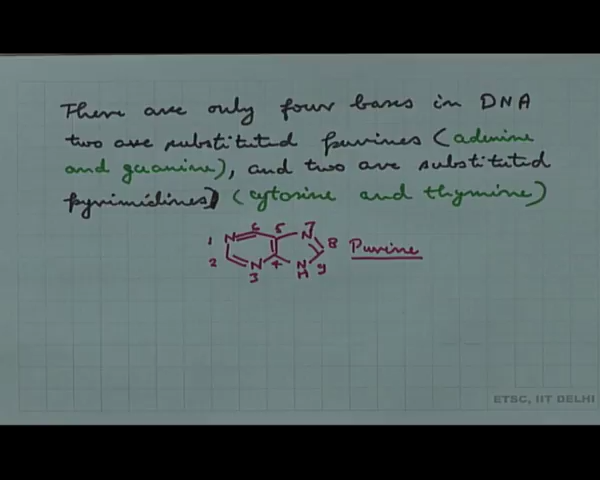 There are only four bases in DNA
two are substituted purines (adenine
and guanine), and two are substituted
pyrimidines) (cytosine and thymine)
6 5 7
1 N N 8 Purine
2 N 4 N
3 H 9
ETSC, IIT DELHI